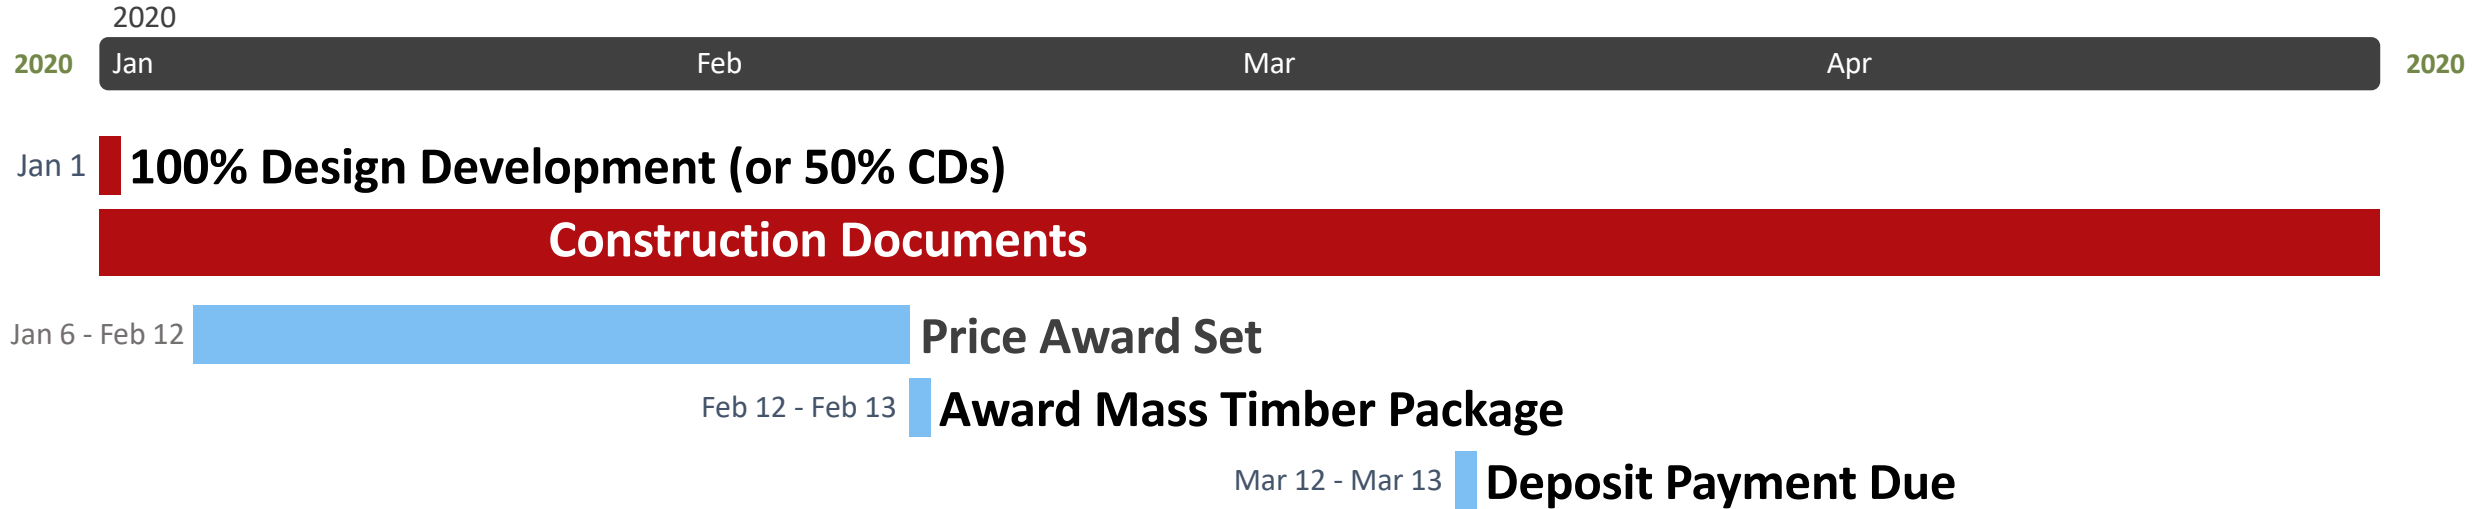 2020
2020 Jan Feb Mar Apr 2020
Jan 1 100% Design Development (or 50% CDs)
Construction Documents
Jan 6 - Feb 12 Price Award Set
Feb 12 - Feb 13 Award Mass Timber Package
Mar 12 - Mar 13 Deposit Payment Due